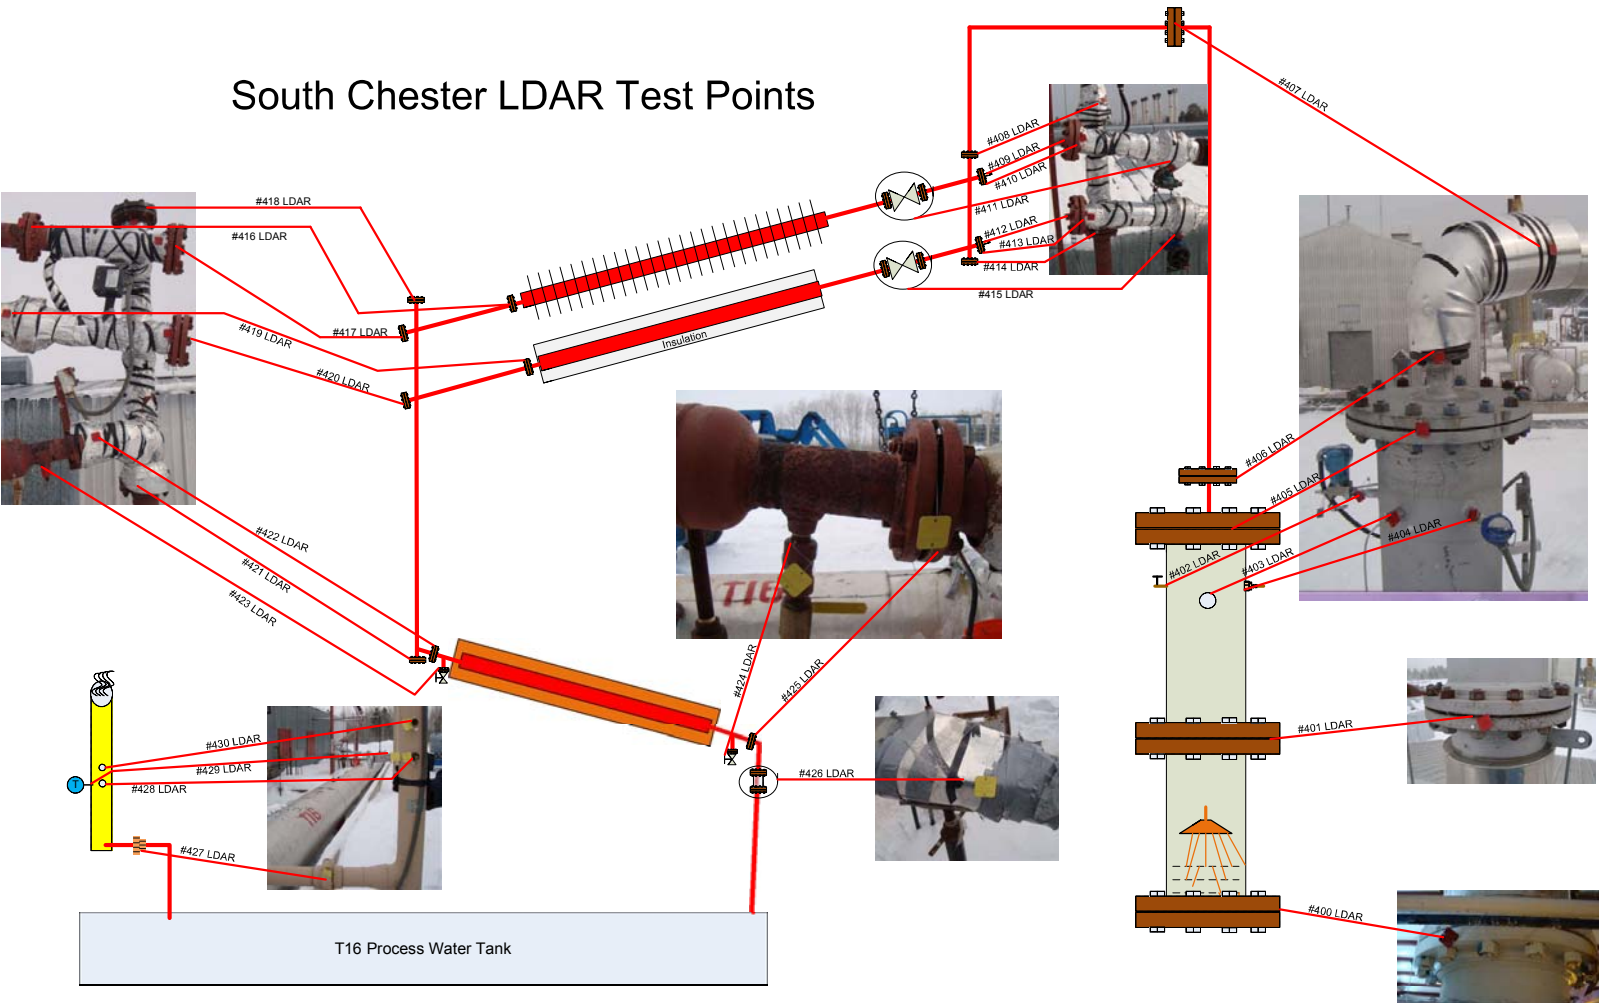 South Chester LDAR Test Points
#407 LDAR
#408 LDAR
#409 LDAR
#410 LDAR
#411 LDAR
#412 LDAR
#413 LDAR
#414 LDAR
#415 LDAR
#418 LDAR
#416 LDAR
#417 LDAR
#419 LDAR
#420 LDAR
Insulation
#406 LDAR
#405 LDAR
#404 LDAR
#403 LDAR
#402 LDAR
T
#422 LDAR
#421 LDAR
#423 LDAR
T16
#424 LDAR
#425 LDAR
#401 LDAR
#430 LDAR
#429 LDAR
#428 LDAR
T
#426 LDAR
T16
#427 LDAR
#400 LDAR
T16 Process Water Tank